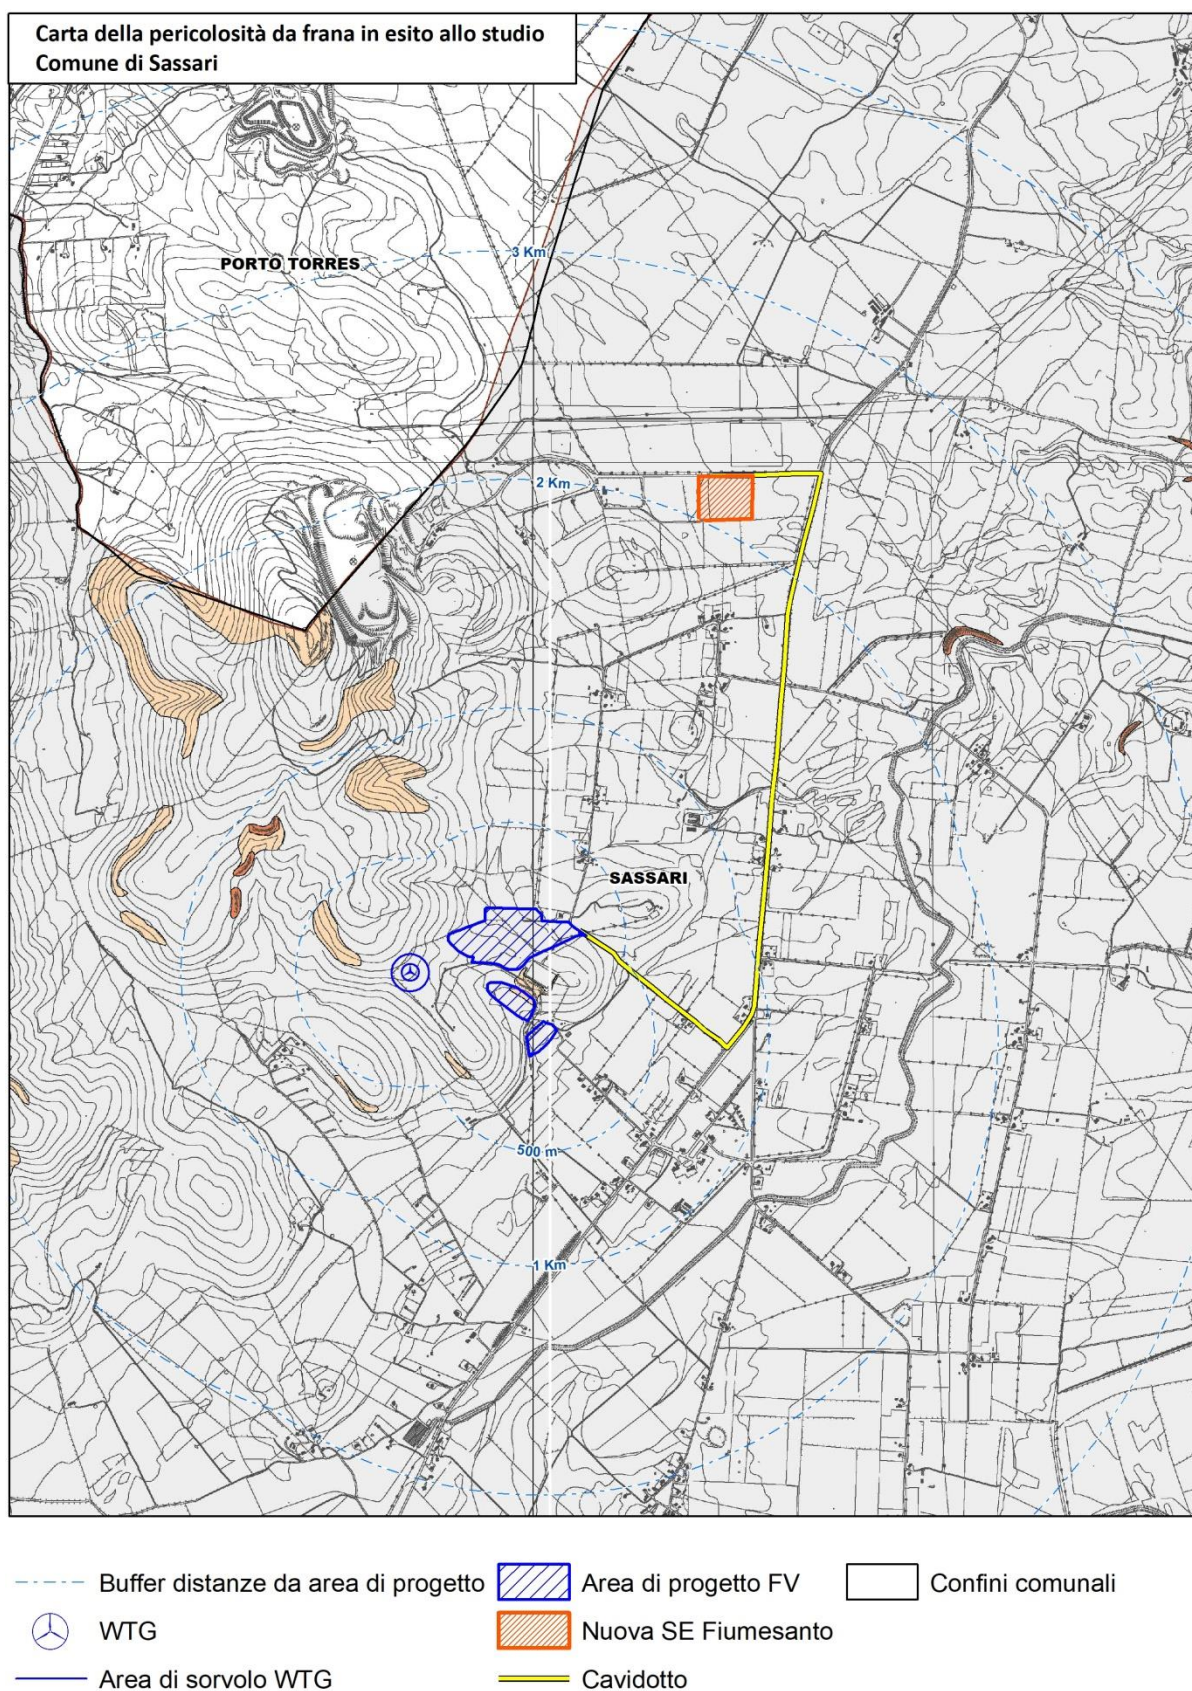 Carta della pericolosità da frana in esito allo studio
Comune di Sassari
3 Km
PORTO TORRES
2 Km
SASSARI
500 m
1 Km
Buffer distanze da area di progetto
Area di progetto FV
Confini comunali
WTG
Nuova SE Fiumesanto
Area di sorvolo WTG
Cavidotto